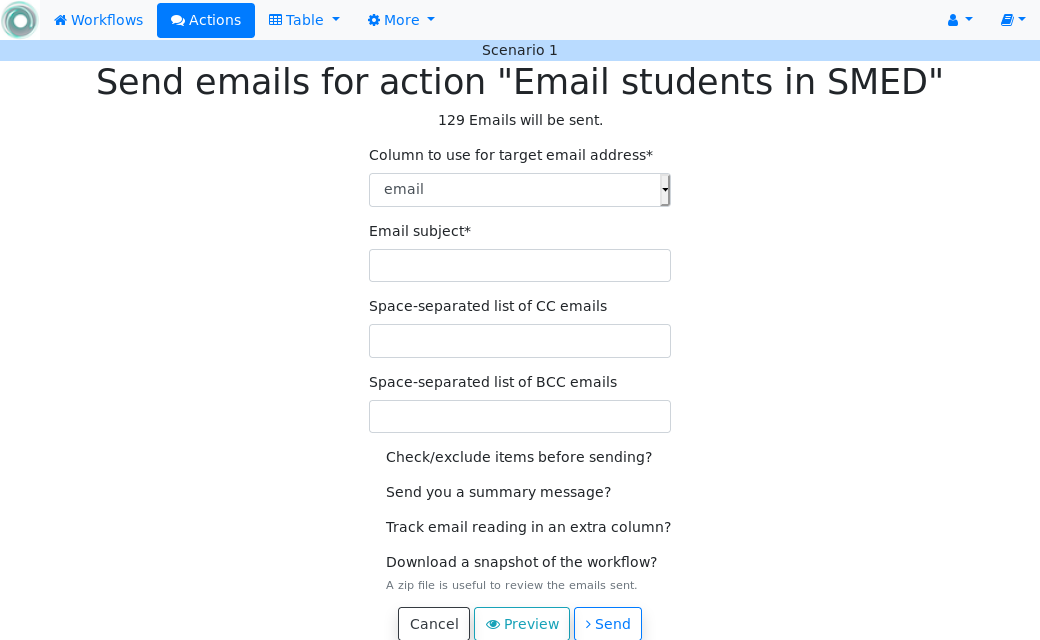 Workflows Actions Table More
Scenario 1
Send emails for action "Email students in SMED"
129 Emails will be sent.
Column to use for target email address*
email
Email subject*
Space-separated list of CC emails
Space-separated list of BCC emails
Check/exclude items before sending?
Send you a summary message?
Track email reading in an extra column?
Download a snapshot of the workflow?
A zip file is useful to review the emails sent.
Cancel Preview Send